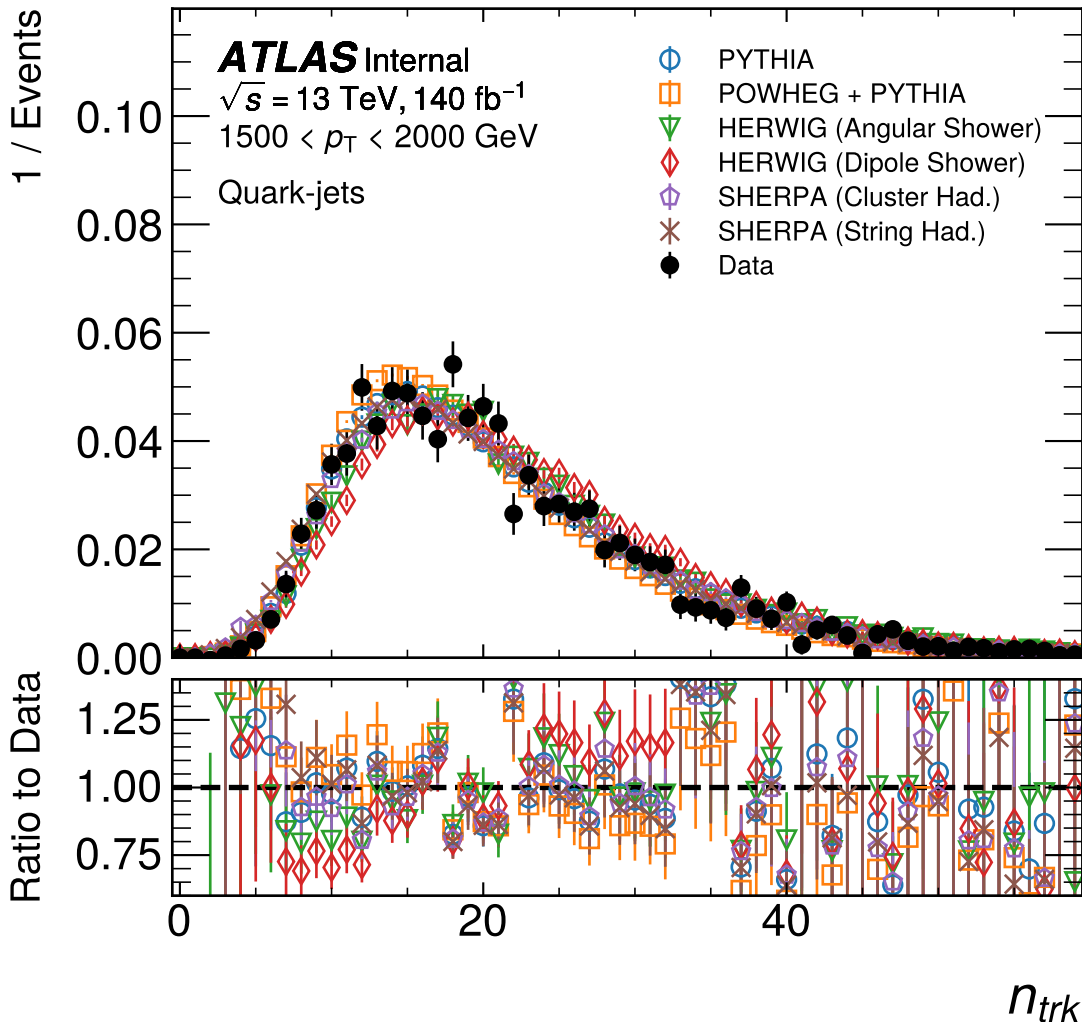 1 / Events
ATLAS Internal
√s = 13 TeV, 140 fb⁻¹
1500 < pT < 2000 GeV
Quark-jets
PYTHIA
POWHEG + PYTHIA
HERWIG (Angular Shower)
HERWIG (Dipole Shower)
SHERPA (Cluster Had.)
SHERPA (String Had.)
Data
0.10
0.08
0.06
0.04
0.02
0.00
Ratio to Data
1.25
1.00
0.75
0 20 40
ntrk